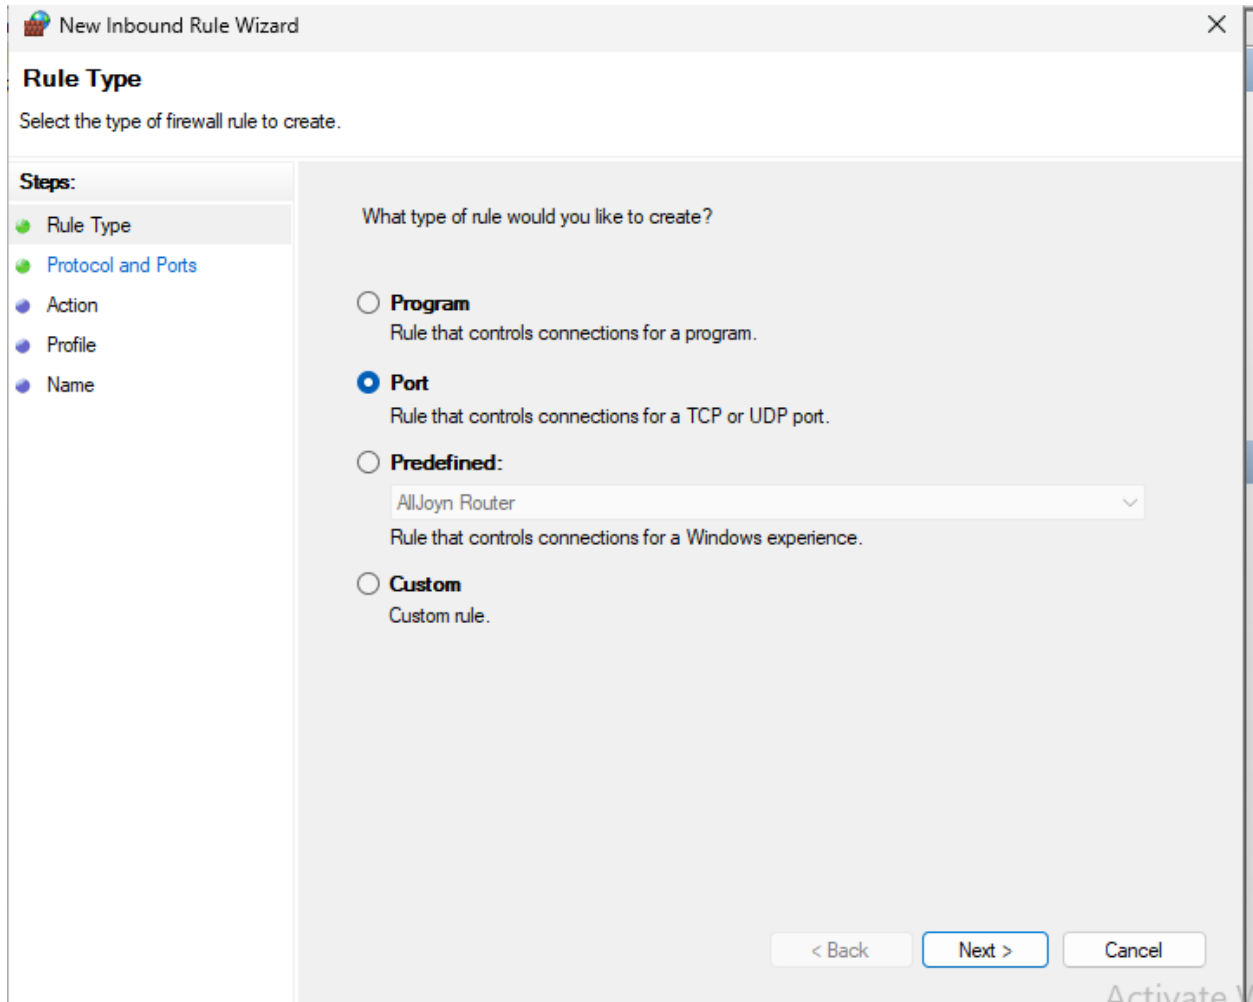 New Inbound Rule Wizard
Rule Type
Select the type of firewall rule to create.
Steps:
Rule Type
Protocol and Ports
Action
Profile
Name
What type of rule would you like to create?
Program
Rule that controls connections for a program.
Port
Rule that controls connections for a TCP or UDP port.
Predefined:
AllJoyn Router
Rule that controls connections for a Windows experience.
Custom
Custom rule.
< Back Next > Cancel
Activate